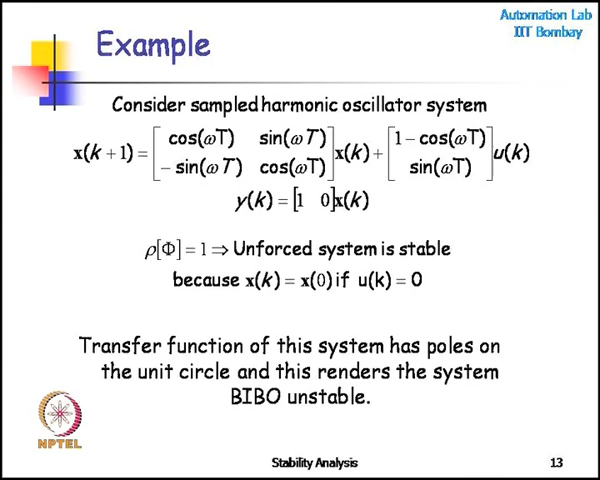 Automation Lab
IIT Bombay
Example
Consider sampled harmonic oscillator system
x(k + 1) = [cos(ωT) sin(ωT); − sin(ωT) cos(ωT)] x(k) + [1 − cos(ωT); sin(ωT)] u(k)
y(k) = [1 0]x(k)
ρ[Φ] = 1 ⇒ Unforced system is stable
because x(k) = x(0) if u(k) = 0
Transfer function of this system has poles on
the unit circle and this renders the system
BIBO unstable.
NPTEL
Stability Analysis
13